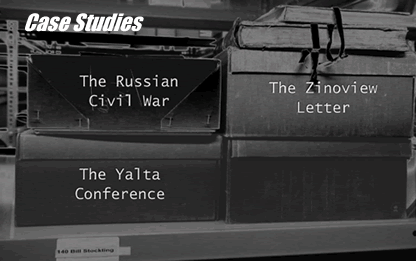 Case Studies
The Russian
Civil War
The Zinoview
Letter
The Yalta
Conference